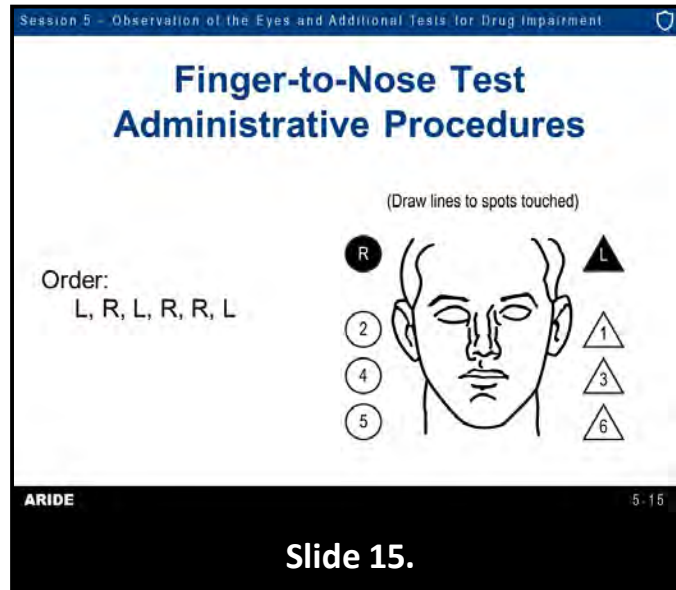 Session 5 - Observation of the Eyes and Additional Tests for Drug Impairment
Finger-to-Nose Test
Administrative Procedures
(Draw lines to spots touched)
R
L
Order:
L, R, L, R, R, L
2
1
4
3
5
6
ARIDE
5-15
Slide 15.